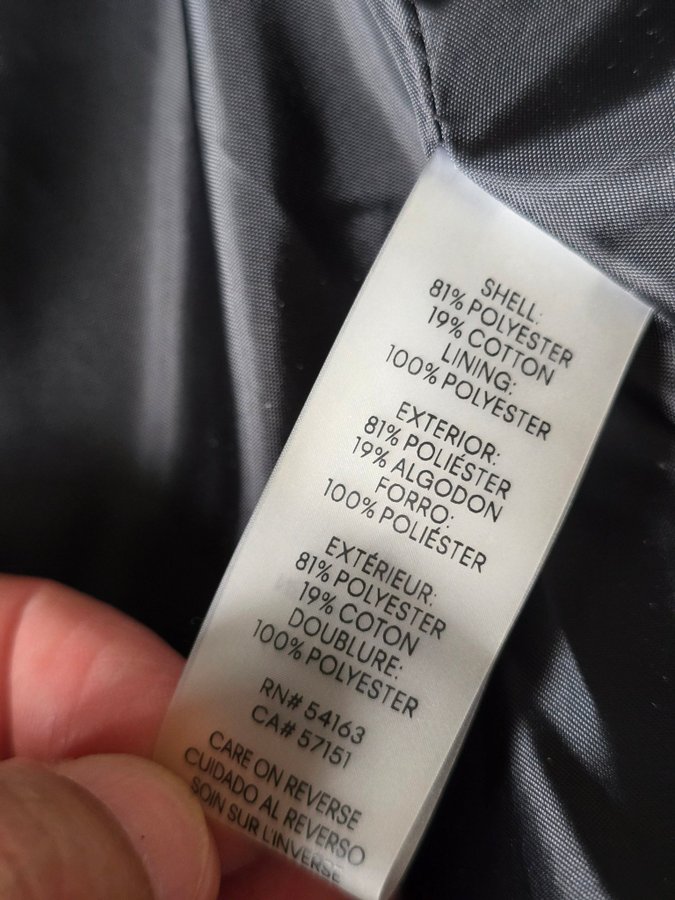 SHELL:
81% POLYESTER
19% COTTON
LINING:
100% POLYESTER
EXTERIOR:
81% POLIÉSTER
19% ALGODON
FORRO:
100% POLIÉSTER
EXTÉRIEUR:
81% POLYESTER
19% COTON
DOUBLURE:
100% POLYESTER
RN# 54163
CA# 57151
CARE ON REVERSE
CUIDADO AL REVERSO
SOIN SUR L'INVERSE